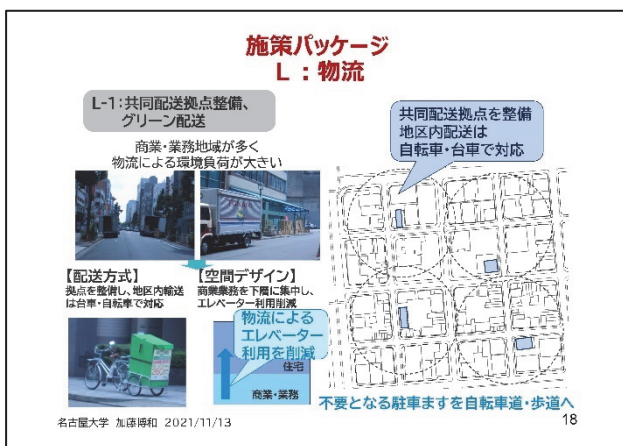 施策パッケージ
L：物流
L-1：共同配送拠点整備、
グリーン配送
商業・業務地域が多く
物流による環境負荷が大きい
共同配送拠点を整備
地区内配送は
自転車・台車で対応
【配送方式】
拠点を整備し、地区内輸送
は台車・自転車で対応
【空間デザイン】
商業業務を下層に集中し、
エレベーター利用削減
物流による
エレベーター
利用を削減
住宅
商業・業務
不要となる駐車ますを自転車道・歩道へ
名古屋大学 加藤博和 2021/11/13
18